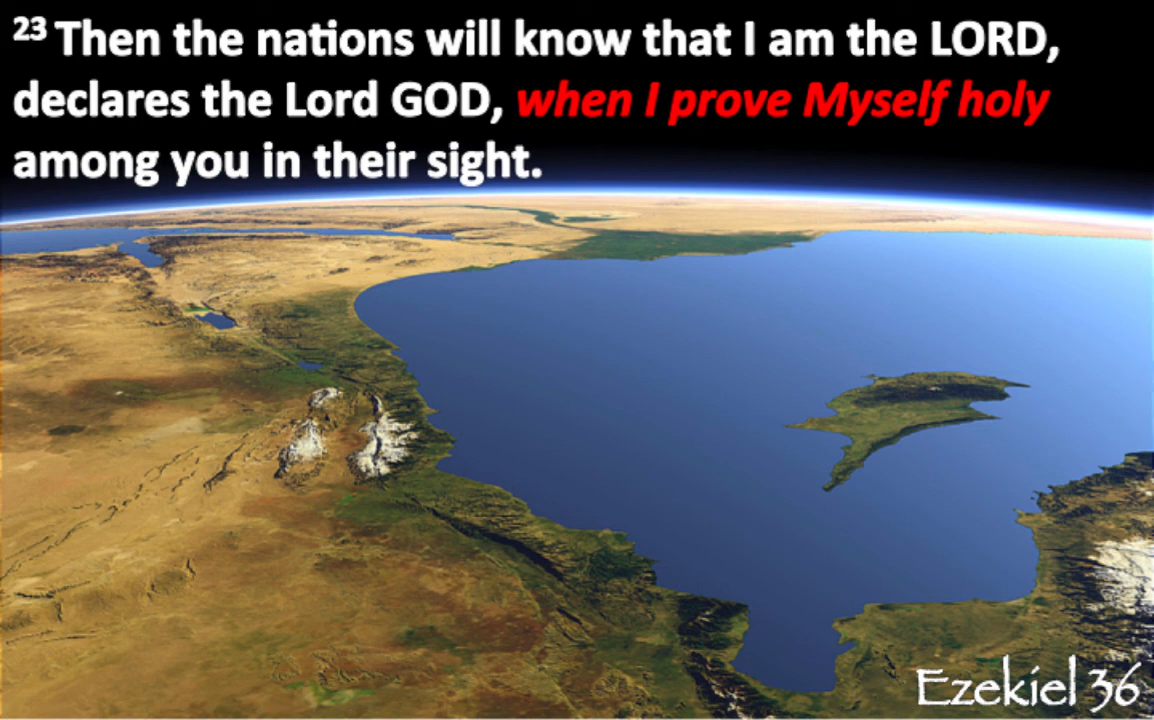 23 Then the nations will know that I am the LORD,
declares the Lord GOD, when I prove Myself holy
among you in their sight.
Ezekiel 36